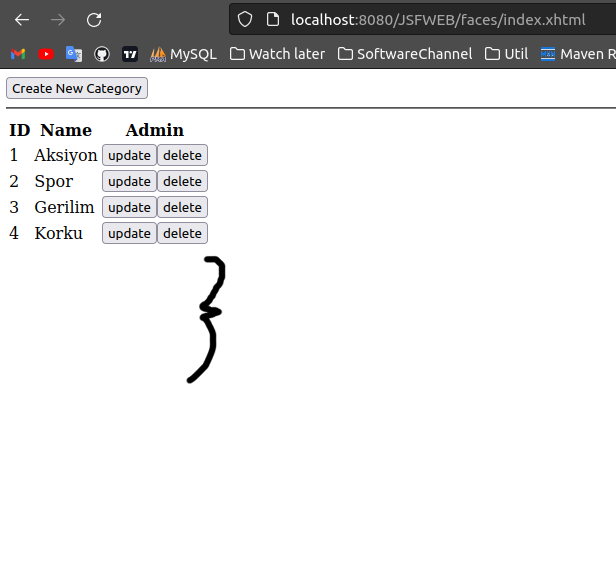 localhost:8080/JSFWEB/faces/index.xhtml
MySQL Watch later SoftwareChannel Util Maven R
Create New Category
ID Name Admin
1 Aksiyon update delete
2 Spor update delete
3 Gerilim update delete
4 Korku update delete
}